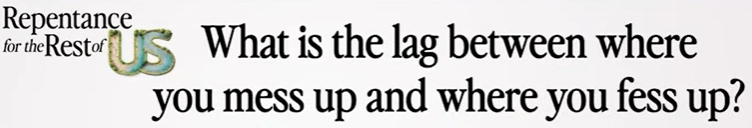 Repentance
for the Rest of US
What is the lag between where
you mess up and where you fess up?